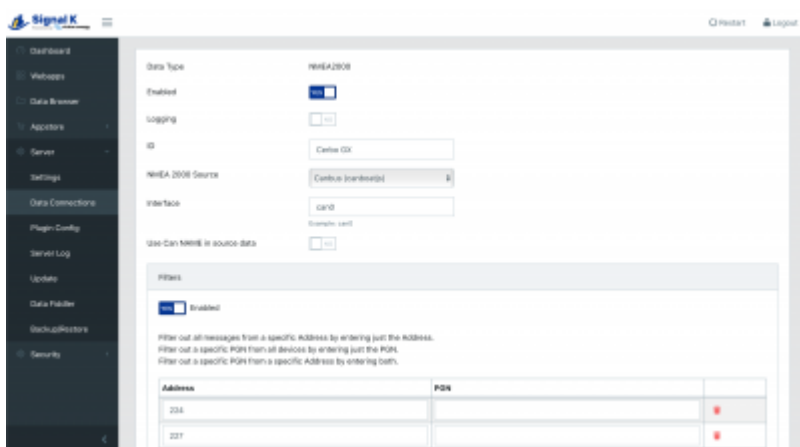 Signal K
Restart
Logout
Dashboard
Webapps
Data Browser
Appstore
Server
Settings
Data Connections
Plugin Config
Server Log
Update
Data Fiddler
Backup/Restore
Security
Data Type NMEA2000
Enabled YES
Logging NO
ID Cerbo GX
NMEA 2000 Source Canbus (canboatjs)
Interface can0
Example: can0
Use Can NAME in source data NO
Filters
YES Enabled
Filter out all messages from a specific Address by entering just the Address.
Filter out a specific PGN from all devices by entering just the PGN.
Filter out a specific PGN from a specific Address by entering both.
Address PGN
224
227